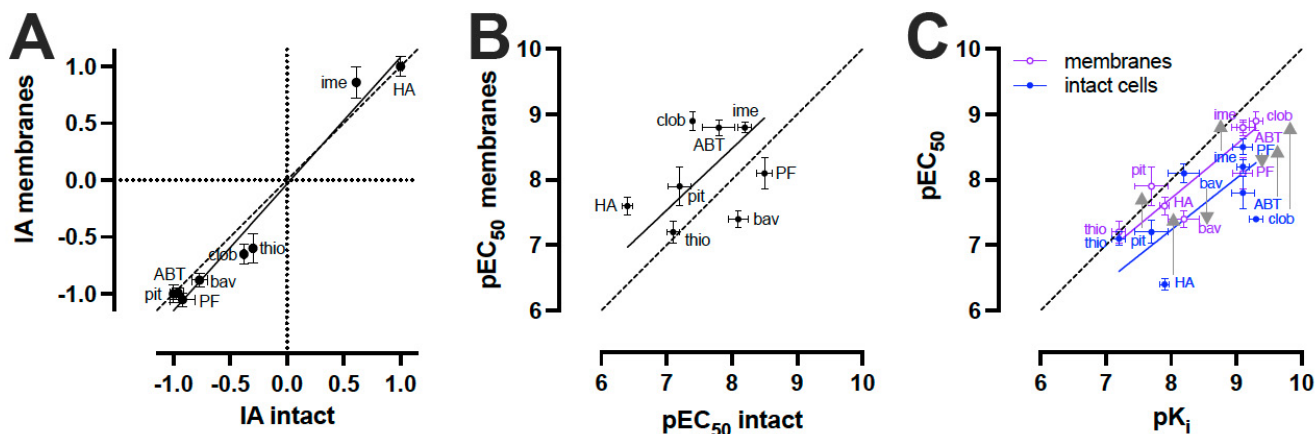 A
IA membranes
1.0
0.5
0.0
-0.5
-1.0
ime
HA
clob
thio
ABT
bav
pit
PF
-1.0 -0.5 0.0 0.5 1.0
IA intact
B
pEC50 membranes
10
9
8
7
6
clob
ime
ABT
PF
pit
HA
bav
thio
6 7 8 9 10
pEC50 intact
C
membranes
intact cells
pEC50
10
9
8
7
6
ime
clob
ABT
PF
pit
ime
PF
bav
HA
ABT
thio
bav
clob
thio
pit
HA
6 7 8 9 10
pKi